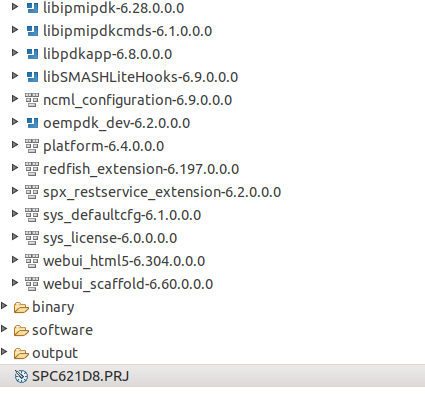 libipmipdk-6.28.0.0.0
libipmipdkcmds-6.1.0.0.0
libpdkapp-6.8.0.0.0
libSMASHLiteHooks-6.9.0.0.0
ncml_configuration-6.9.0.0.0
oempdk_dev-6.2.0.0.0
platform-6.4.0.0.0
redfish_extension-6.197.0.0.0
spx_restservice_extension-6.2.0.0.0
sys_defaultcfg-6.1.0.0.0
sys_license-6.0.0.0.0
webui_html5-6.304.0.0.0
webui_scaffold-6.60.0.0.0
binary
software
output
SPC621D8.PRJ